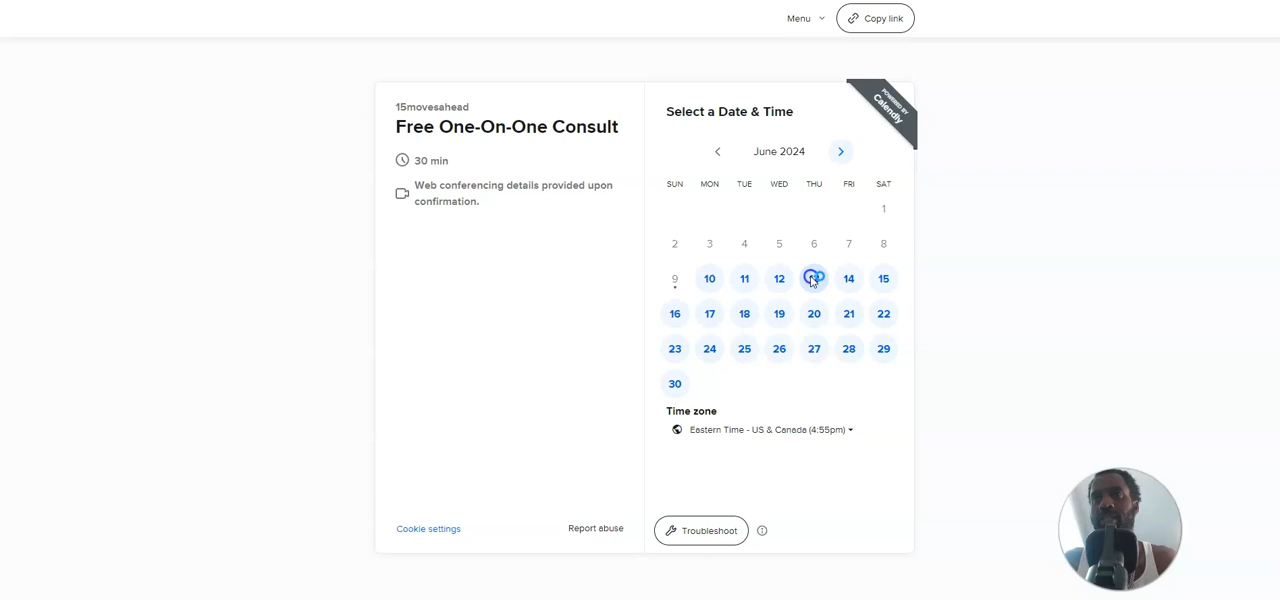 Menu
Copy link
15movesahead
Free One-On-One Consult
30 min
Web conferencing details provided upon
confirmation.
Cookie settings
Report abuse
POWERED BY
Calendly
Select a Date & Time
June 2024
SUN MON TUE WED THU FRI SAT
1
2 3 4 5 6 7 8
9 10 11 12 14 15
16 17 18 19 20 21 22
23 24 25 26 27 28 29
30
Time zone
Eastern Time - US & Canada (4:55pm)
Troubleshoot